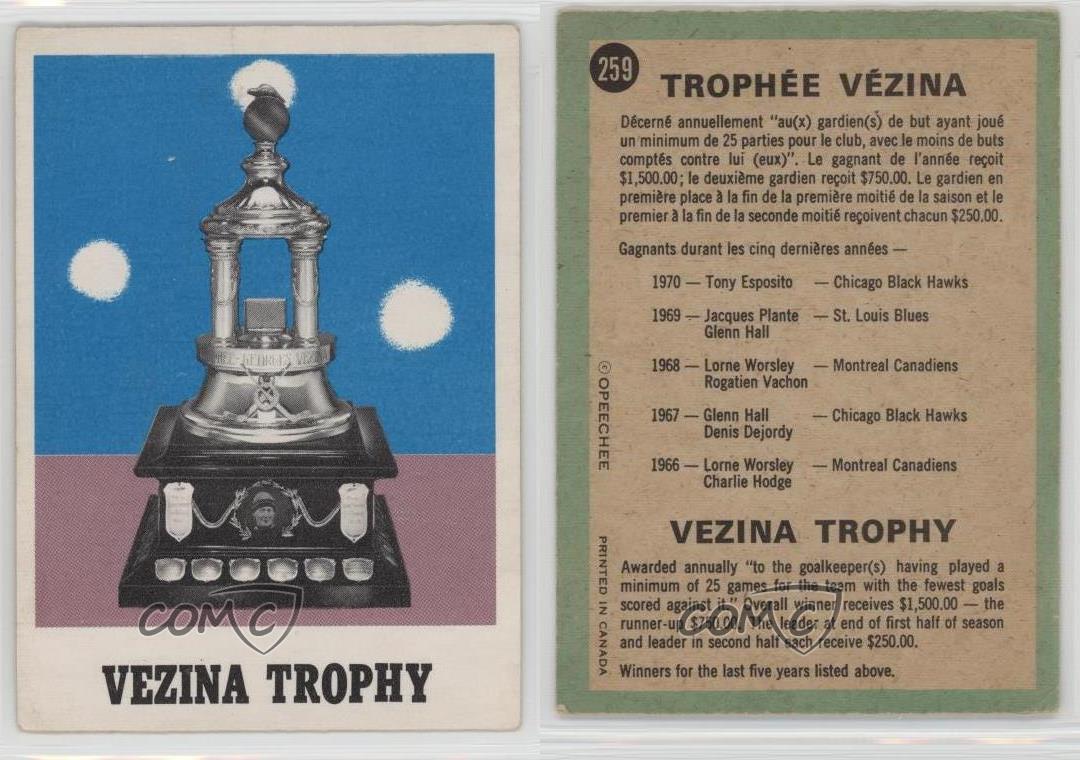 HÉE-GEORGES VEZIN
COMC
VEZINA TROPHY
259
TROPHÉE VÉZINA
Décerné annuellement "au(x) gardien(s) de but ayant joué
un minimum de 25 parties pour le club, avec le moins de buts
comptés contre lui (eux)". Le gagnant de l'année reçoit
$1,500.00; le deuxième gardien reçoit $750.00. Le gardien en
première place à la fin de la première moitié de la saison et le
premier à la fin de la seconde moitié reçoivent chacun $250.00.
Gagnants durant les cinq dernières années —
1970 — Tony Esposito — Chicago Black Hawks
1969 — Jacques Plante — St. Louis Blues
Glenn Hall
1968 — Lorne Worsley — Montreal Canadiens
Rogatien Vachon
1967 — Glenn Hall — Chicago Black Hawks
Denis Dejordy
1966 — Lorne Worsley — Montreal Canadiens
Charlie Hodge
© OPEECHEE
PRINTED IN CANADA
VEZINA TROPHY
Awarded annually "to the goalkeeper(s) having played a
minimum of 25 games for the team with the fewest goals
scored against it." Overall winner receives $1,500.00 — the
runner-up $750.00. The leader at end of first half of season
and leader in second half each receive $250.00.
Winners for the last five years listed above.
COMC